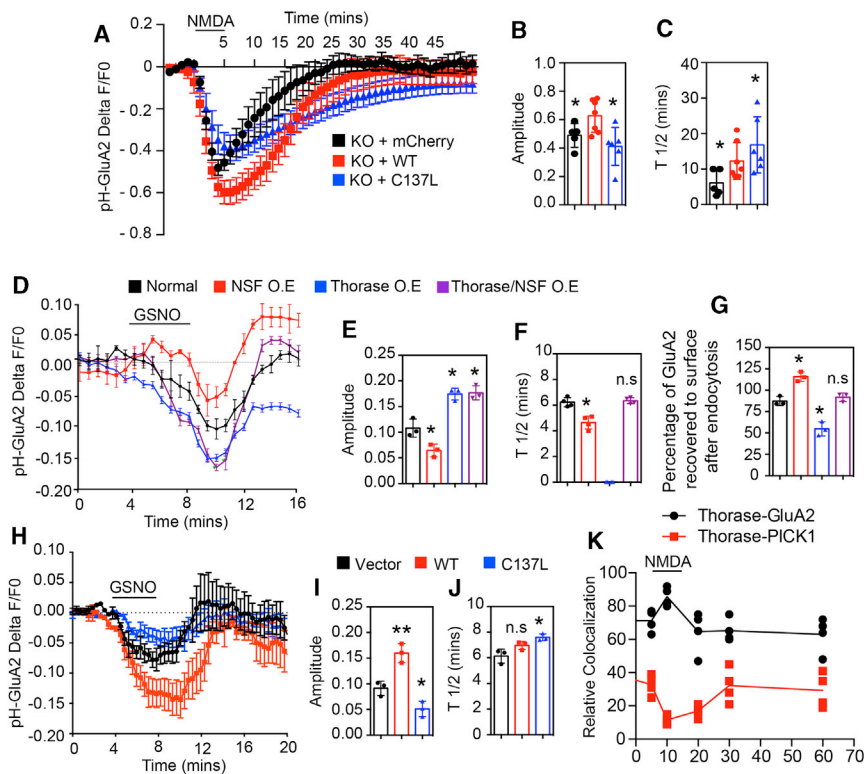 A
NMDA
Time (mins)
5 10 15 20 25 30 35 40 45
pH-GluA2 Delta F/F0
0
- 0.2
- 0.4
- 0.6
- 0.8
KO + mCherry
KO + WT
KO + C137L
B
Amplitude
1.0
0.8
0.6
0.4
0.2
0.0
* *
C
T 1/2 (mins)
40
30
20
10
0
* *
D
Normal NSF O.E Thorase O.E Thorase/NSF O.E
GSNO
pH-GluA2 Delta F/F0
0.10
0.05
0.00
-0.05
-0.10
-0.15
-0.20
0 4 8 12 16
Time (mins)
E
Amplitude
0.25
0.20
0.15
0.10
0.05
0.00
* * *
F
T 1/2 (mins)
12
10
8
6
4
2
0
* n.s
G
Percentage of GluA2
recovered to surface
after endocytosis
150
125
100
75
50
25
0
* * n.s
H
Vector WT C137L
GSNO
pH-GluA2 Delta F/F0
0.10
0.05
0.00
-0.05
-0.10
-0.15
-0.20
0 4 8 12 16 20
Time (mins)
I
Amplitude
0.25
0.20
0.15
0.10
0.05
0.00
** *
J
T 1/2 (mins)
12
10
8
6
4
2
0
n.s *
K
Thorase-GluA2
Thorase-PICK1
NMDA
Relative Colocalization
100
80
60
40
20
0
0 10 20 30 40 50 60 70